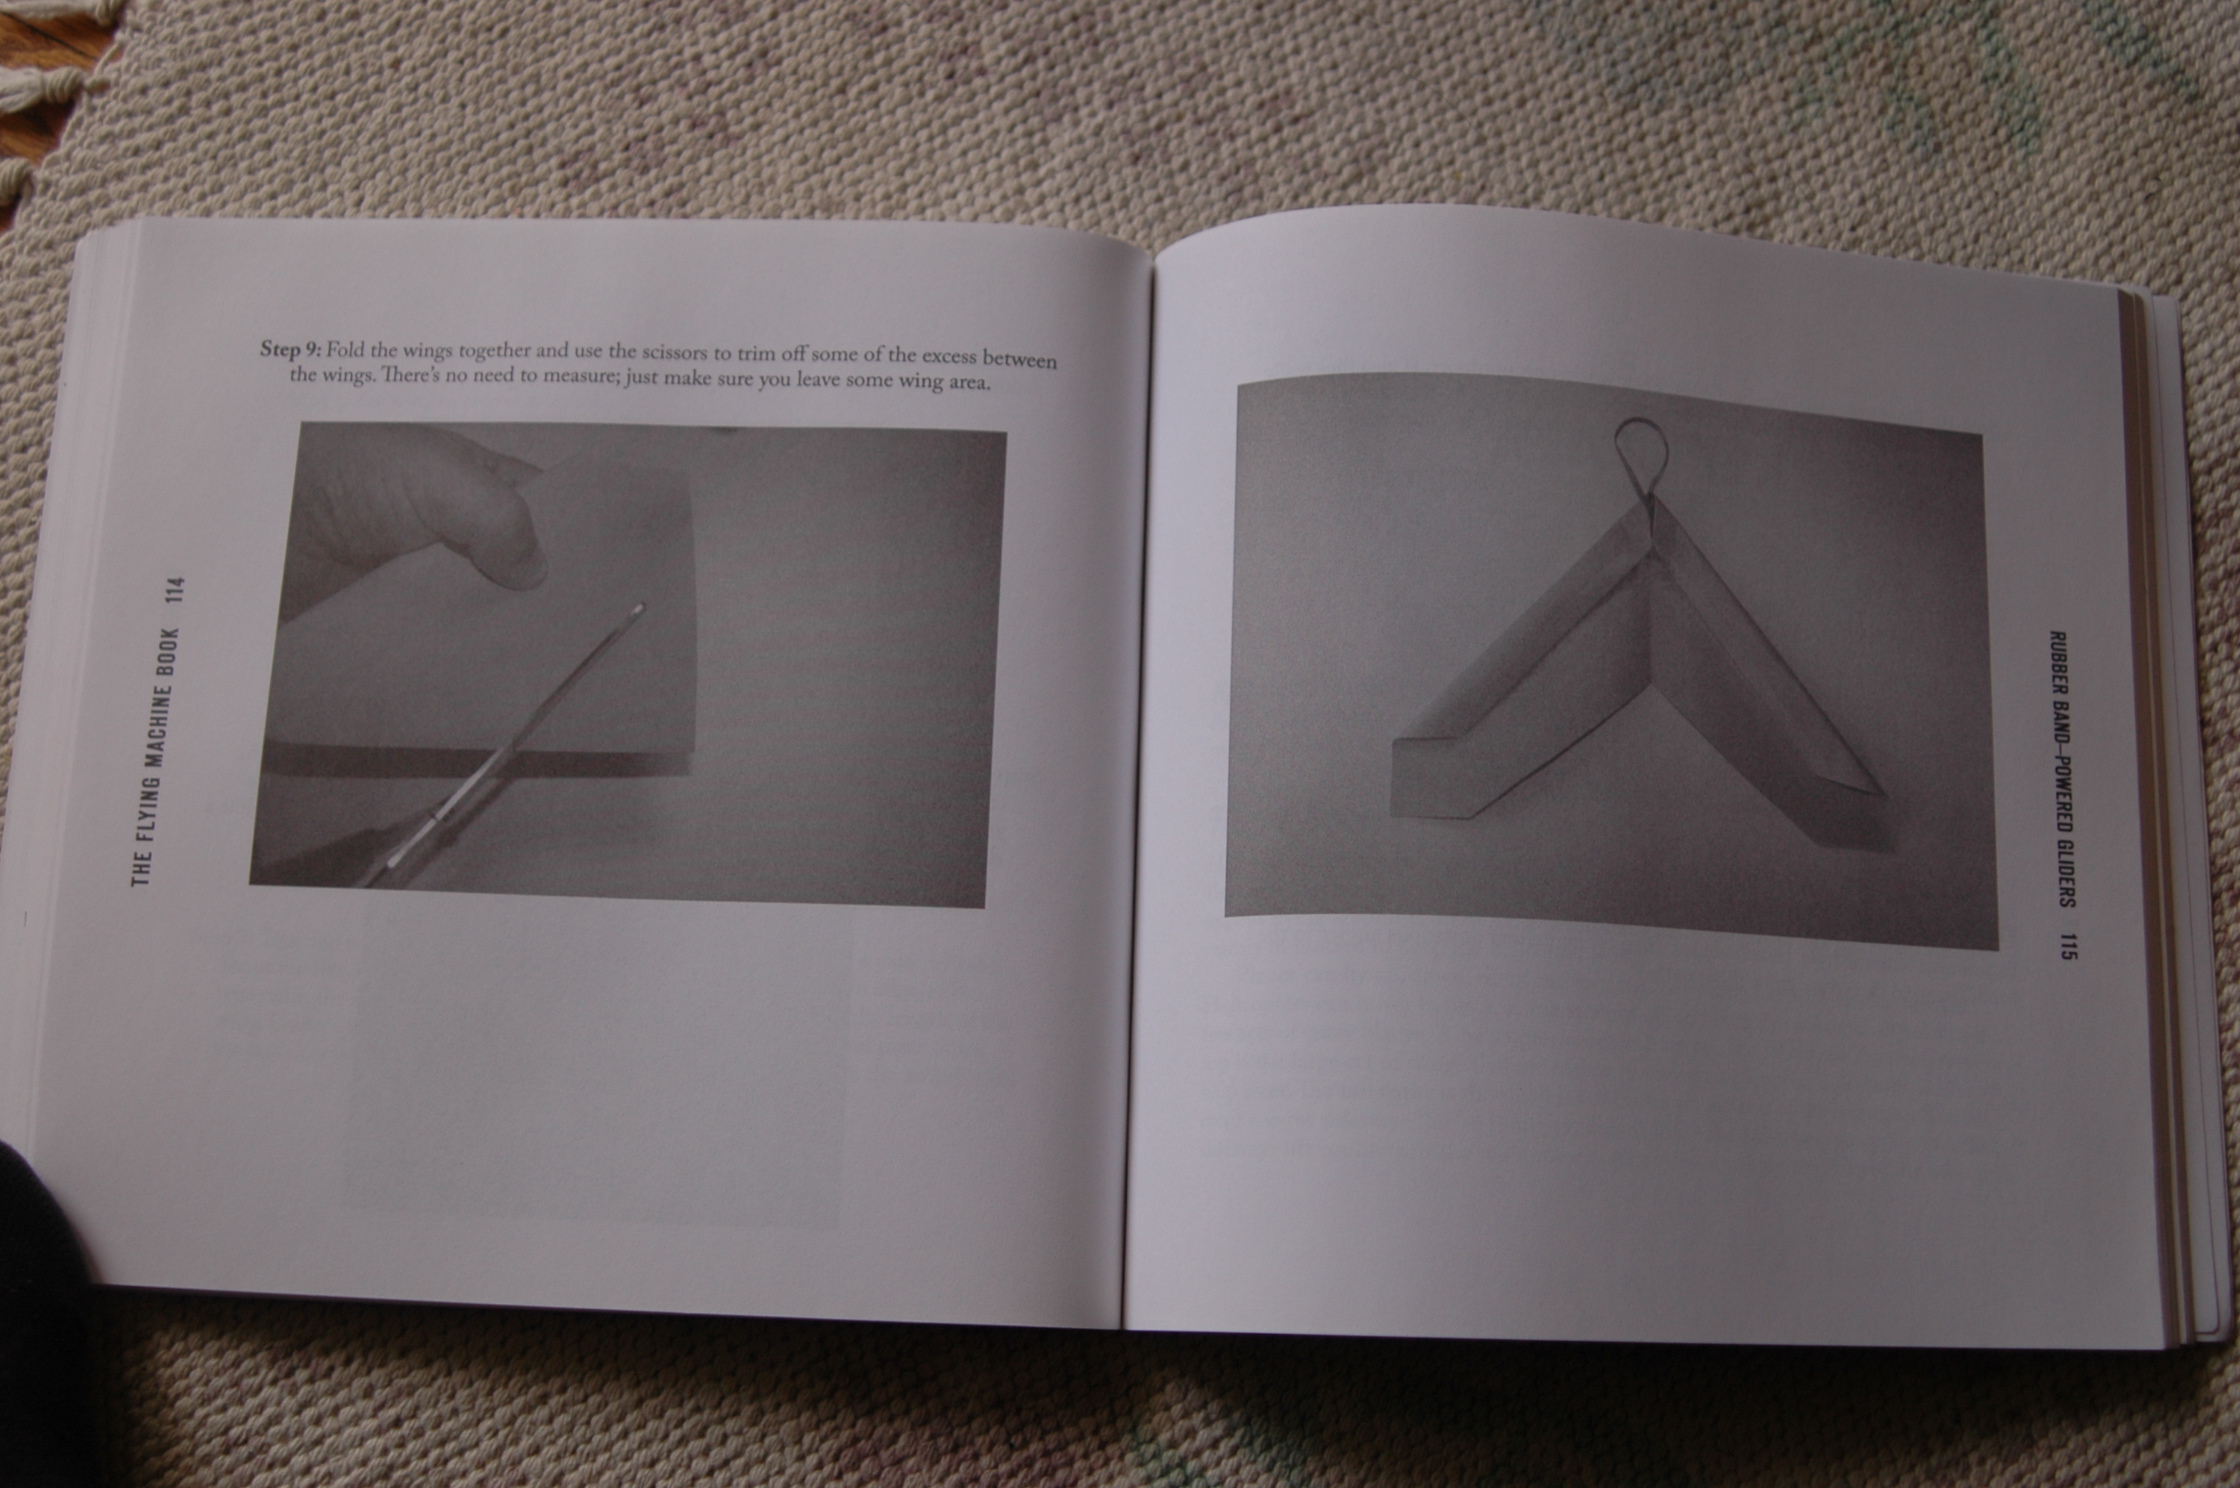 Step 9: Fold the wings together and use the scissors to trim off some of the excess between
the wings. There's no need to measure; just make sure you leave some wing area.
THE FLYING MACHINE BOOK 114
RUBBER BAND–POWERED GLIDERS 115